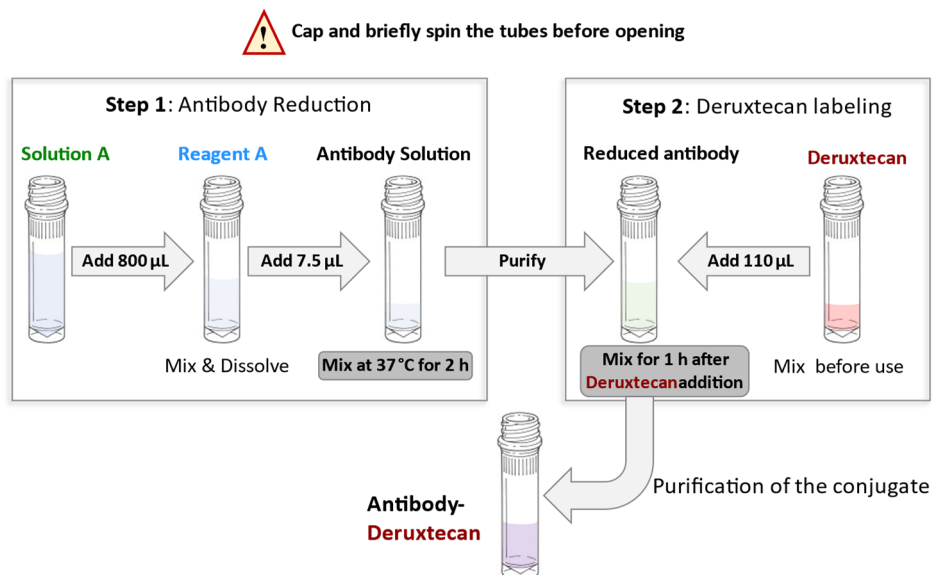 !
Cap and briefly spin the tubes before opening
Step 1: Antibody Reduction
Solution A
Reagent A
Antibody Solution
Add 800 µL
Add 7.5 µL
Mix & Dissolve
Mix at 37 °C for 2 h
Purify
Step 2: Deruxtecan labeling
Reduced antibody
Deruxtecan
Add 110 µL
Mix for 1 h after
Deruxtecan addition
Mix before use
Purification of the conjugate
Antibody-
Deruxtecan